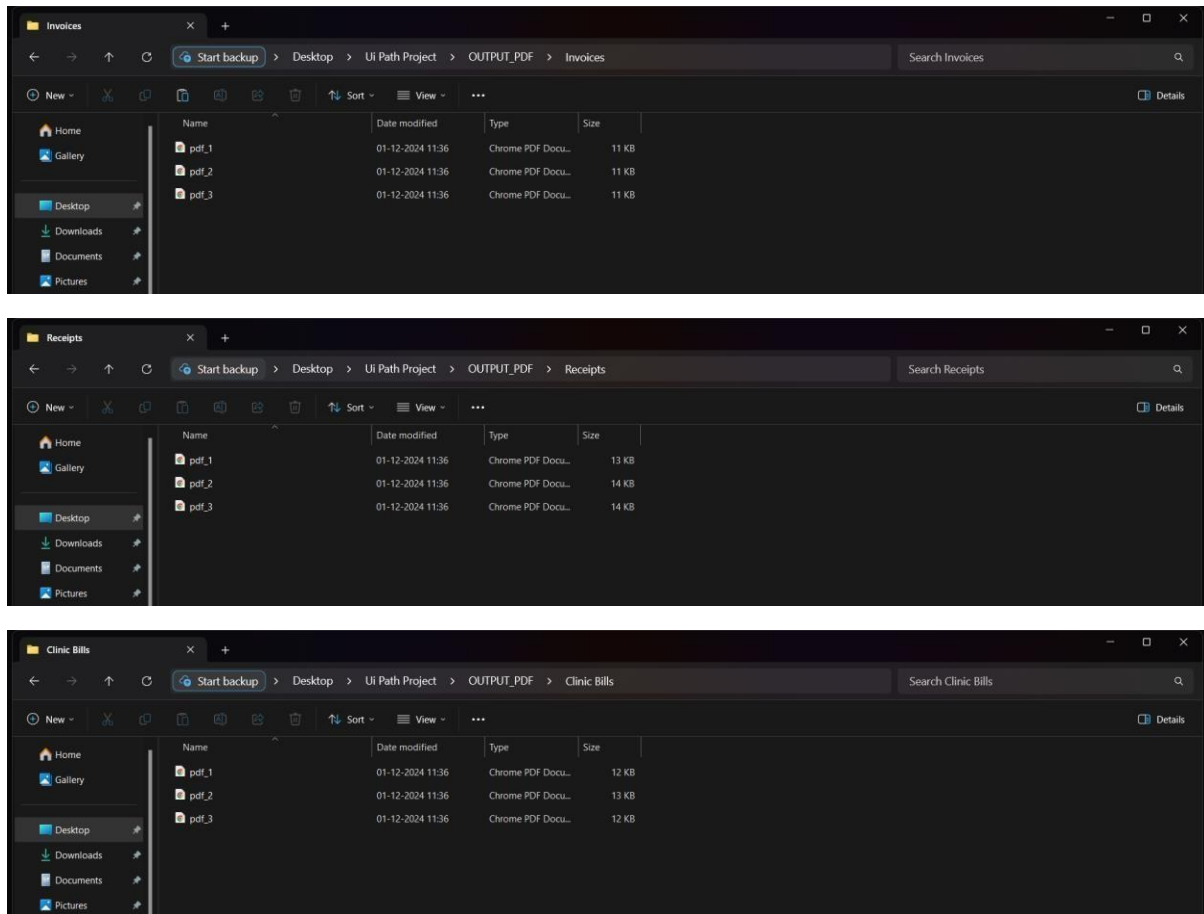 Invoices
Start backup > Desktop > Ui Path Project > OUTPUT_PDF > Invoices Search Invoices
New Sort View ... Details
Name Date modified Type Size
Home
Gallery
pdf_1 01-12-2024 11:36 Chrome PDF Docu... 11 KB
pdf_2 01-12-2024 11:36 Chrome PDF Docu... 11 KB
pdf_3 01-12-2024 11:36 Chrome PDF Docu... 11 KB
Desktop
Downloads
Documents
Pictures
Receipts
Start backup > Desktop > Ui Path Project > OUTPUT_PDF > Receipts Search Receipts
New Sort View ... Details
Name Date modified Type Size
Home
Gallery
pdf_1 01-12-2024 11:36 Chrome PDF Docu... 13 KB
pdf_2 01-12-2024 11:36 Chrome PDF Docu... 14 KB
pdf_3 01-12-2024 11:36 Chrome PDF Docu... 14 KB
Desktop
Downloads
Documents
Pictures
Clinic Bills
Start backup > Desktop > Ui Path Project > OUTPUT_PDF > Clinic Bills Search Clinic Bills
New Sort View ... Details
Name Date modified Type Size
Home
Gallery
pdf_1 01-12-2024 11:36 Chrome PDF Docu... 12 KB
pdf_2 01-12-2024 11:36 Chrome PDF Docu... 13 KB
pdf_3 01-12-2024 11:36 Chrome PDF Docu... 12 KB
Desktop
Downloads
Documents
Pictures